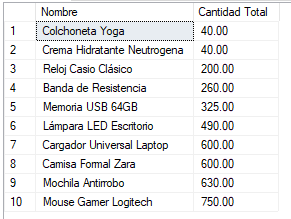 Nombre Cantidad Total
1 Colchoneta Yoga 40.00
2 Crema Hidratante Neutrogena 40.00
3 Reloj Casio Clásico 200.00
4 Banda de Resistencia 260.00
5 Memoria USB 64GB 325.00
6 Lámpara LED Escritorio 490.00
7 Cargador Universal Laptop 600.00
8 Camisa Formal Zara 600.00
9 Mochila Antirrobo 630.00
10 Mouse Gamer Logitech 750.00